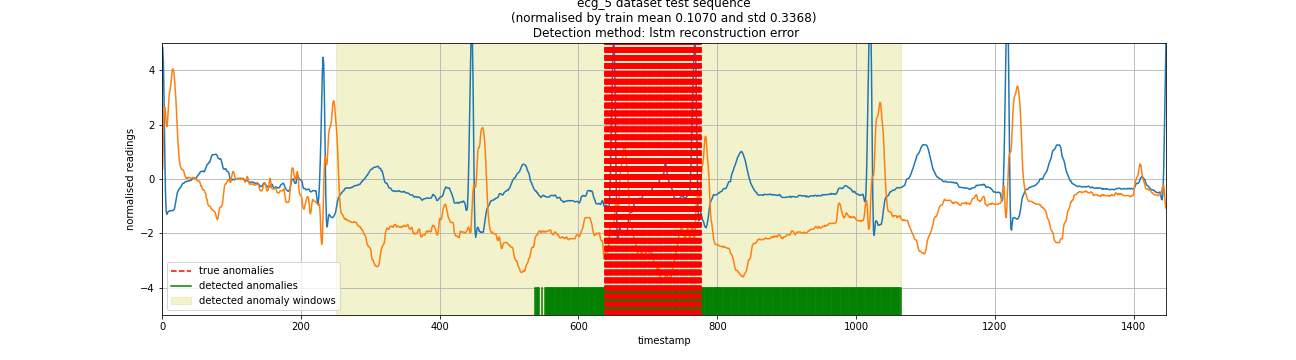 ecg_5 dataset test sequence
(normalised by train mean 0.1070 and std 0.3368)
Detection method: lstm reconstruction error
normalised readings
4
2
0
−2
−4
true anomalies
detected anomalies
detected anomaly windows
0 200 400 600 800 1000 1200 1400
timestamp